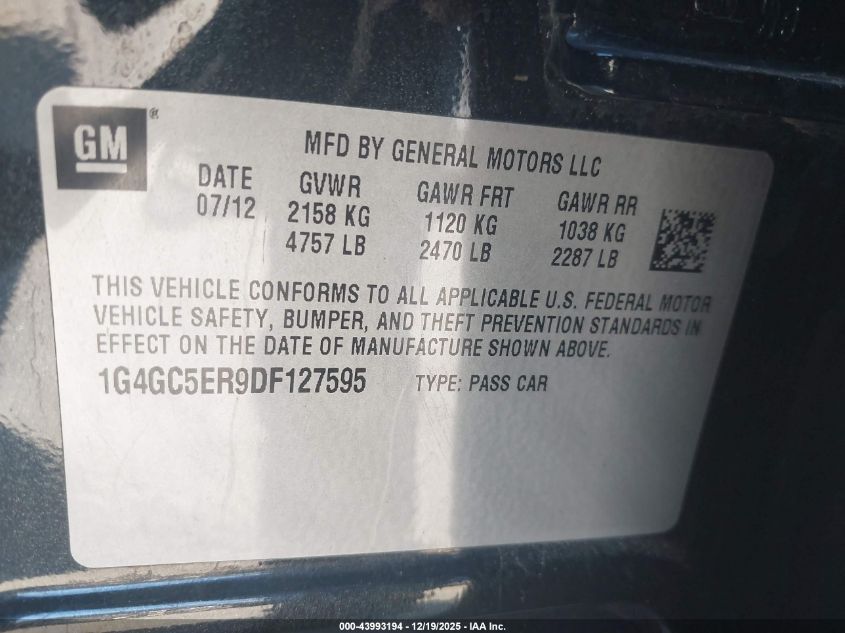 GM®
MFD BY GENERAL MOTORS LLC
DATE GVWR GAWR FRT GAWR RR
07/12 2158 KG 1120 KG 1038 KG
4757 LB 2470 LB 2287 LB
THIS VEHICLE CONFORMS TO ALL APPLICABLE U.S. FEDERAL MOTOR
VEHICLE SAFETY, BUMPER, AND THEFT PREVENTION STANDARDS IN
EFFECT ON THE DATE OF MANUFACTURE SHOWN ABOVE.
1G4GC5ER9DF127595 TYPE: PASS CAR
000-43993194 - 12/19/2025 - IAA Inc.